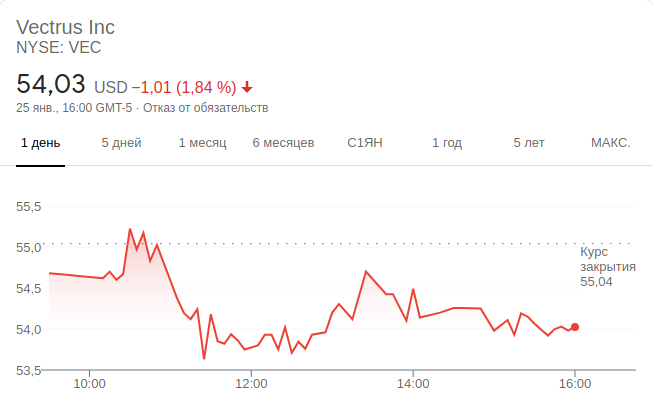 Vectrus Inc
NYSE: VEC
54,03 USD −1,01 (1,84 %)
25 янв., 16:00 GMT-5 · Отказ от обязательств
1 день 5 дней 1 месяц 6 месяцев С1ЯН 1 год 5 лет МАКС.
55,5
55,0
54,5
54,0
53,5
Курс
закрытия
55,04
10:00 12:00 14:00 16:00